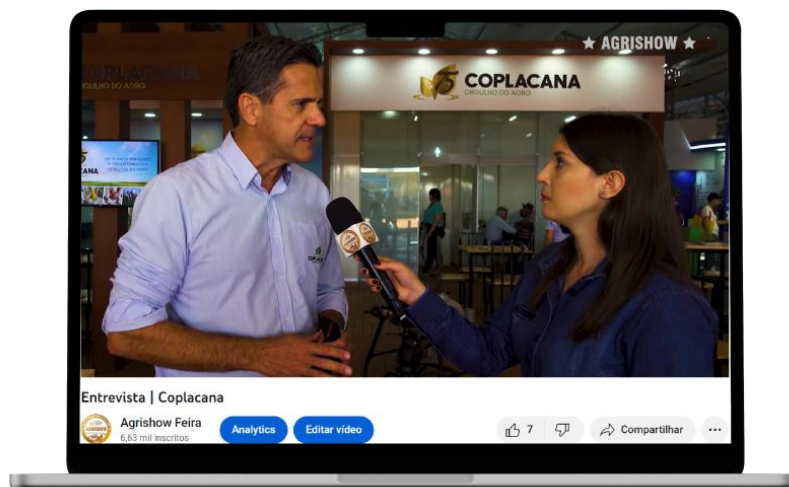 ★ AGRISHOW ★
COPLACANA
ORGULHO DO AGRO
75
COPLACANA
ORGULHO DO AGRO
Entrevista | Coplacana
Agrishow Feira
6,63 mil inscritos
Analytics
Editar vídeo
7
Compartilhar
...